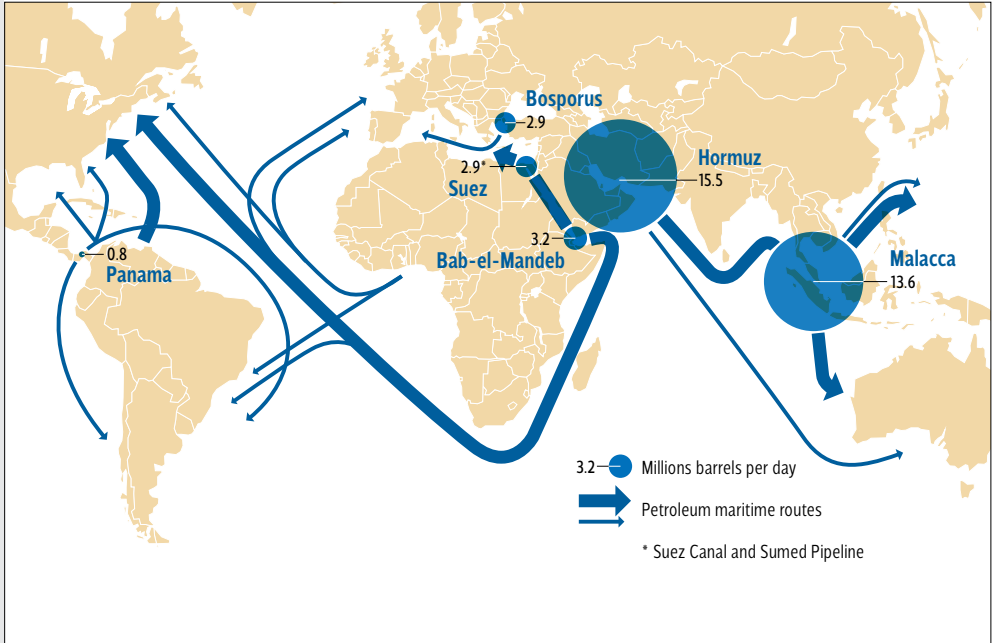 Bosporus
2.9
2.9*
Suez
Hormuz
15.5
3.2
Bab-el-Mandeb
0.8
Panama
Malacca
13.6
3.2 Millions barrels per day
Petroleum maritime routes
* Suez Canal and Sumed Pipeline